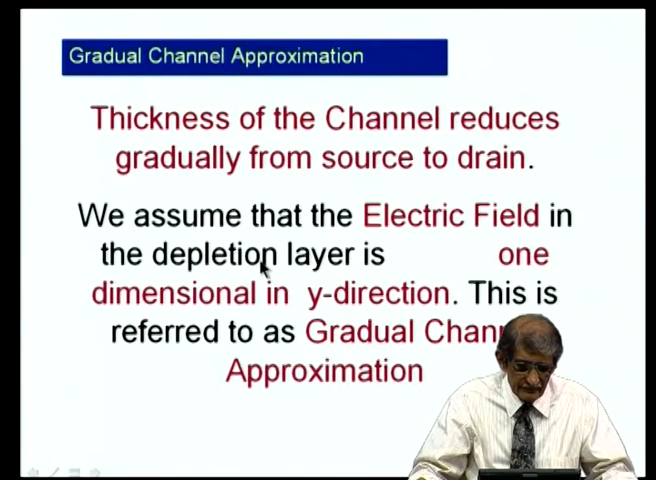 Gradual Channel Approximation
Thickness of the Channel reduces
gradually from source to drain.
We assume that the Electric Field in
the depletion layer is one
dimensional in y-direction. This is
referred to as Gradual
Approximation